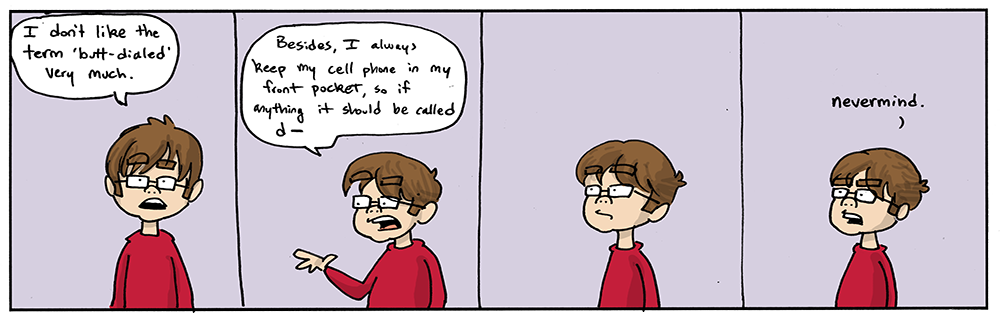 I don't like the
term 'butt-dialed'
very much.
Besides, I always
keep my cell phone in my
front pocket, so if
anything it should be called
d—
nevermind.